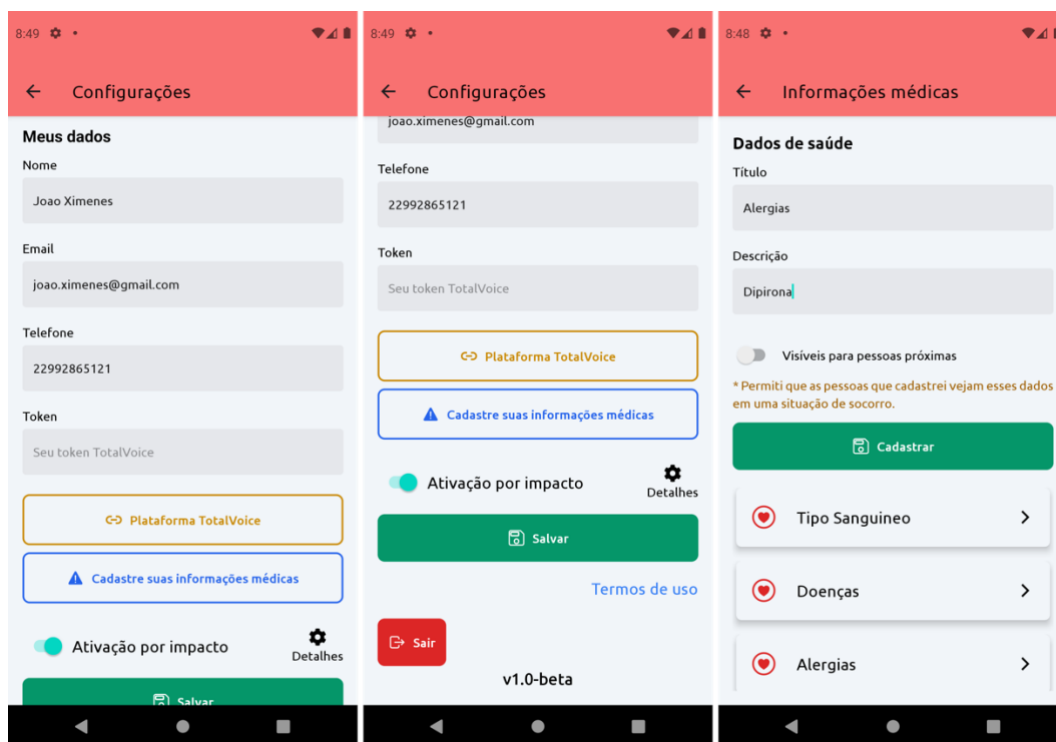 8:49
Configurações
Meus dados
Nome
Joao Ximenes
Email
joao.ximenes@gmail.com
Telefone
22992865121
Token
Seu token TotalVoice
Plataforma TotalVoice
Cadastre suas informações médicas
Ativação por impacto
Detalhes
Salvar
8:49
Configurações
joao.ximenes@gmail.com
Telefone
22992865121
Token
Seu token TotalVoice
Plataforma TotalVoice
Cadastre suas informações médicas
Ativação por impacto
Detalhes
Salvar
Termos de uso
Sair
v1.0-beta
8:48
Informações médicas
Dados de saúde
Título
Alergias
Descrição
Dipirona
Visíveis para pessoas próximas
* Permiti que as pessoas que cadastrei vejam esses dados
em uma situação de socorro.
Cadastrar
Tipo Sanguineo
Doenças
Alergias